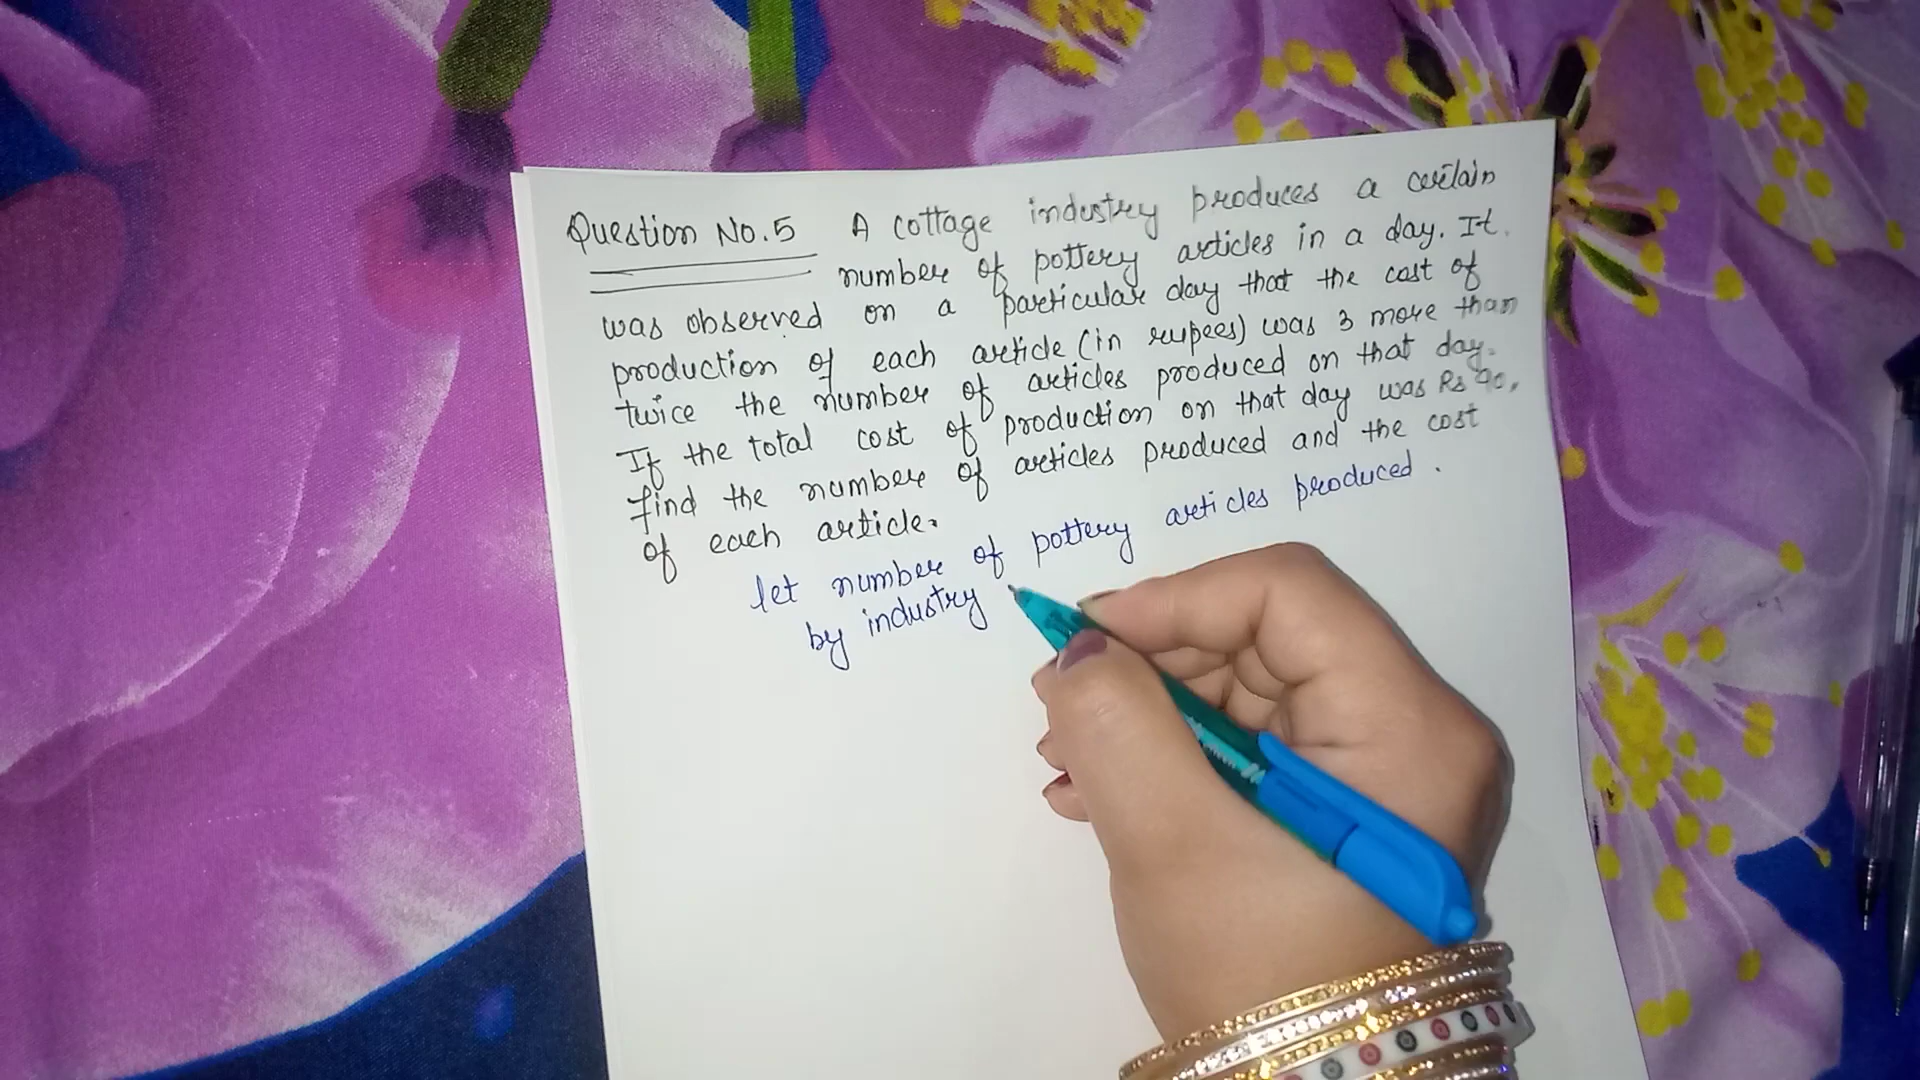 Question No.5 A cottage industry produces a certain
number of pottery articles in a day. It
was observed on a particular day that the cost of
production of each article (in rupees) was 3 more than
twice the number of articles produced on that day.
If the total cost of production on that day was Rs 90,
find the number of articles produced and the cost
of each article.
let number of pottery articles produced.
by industry